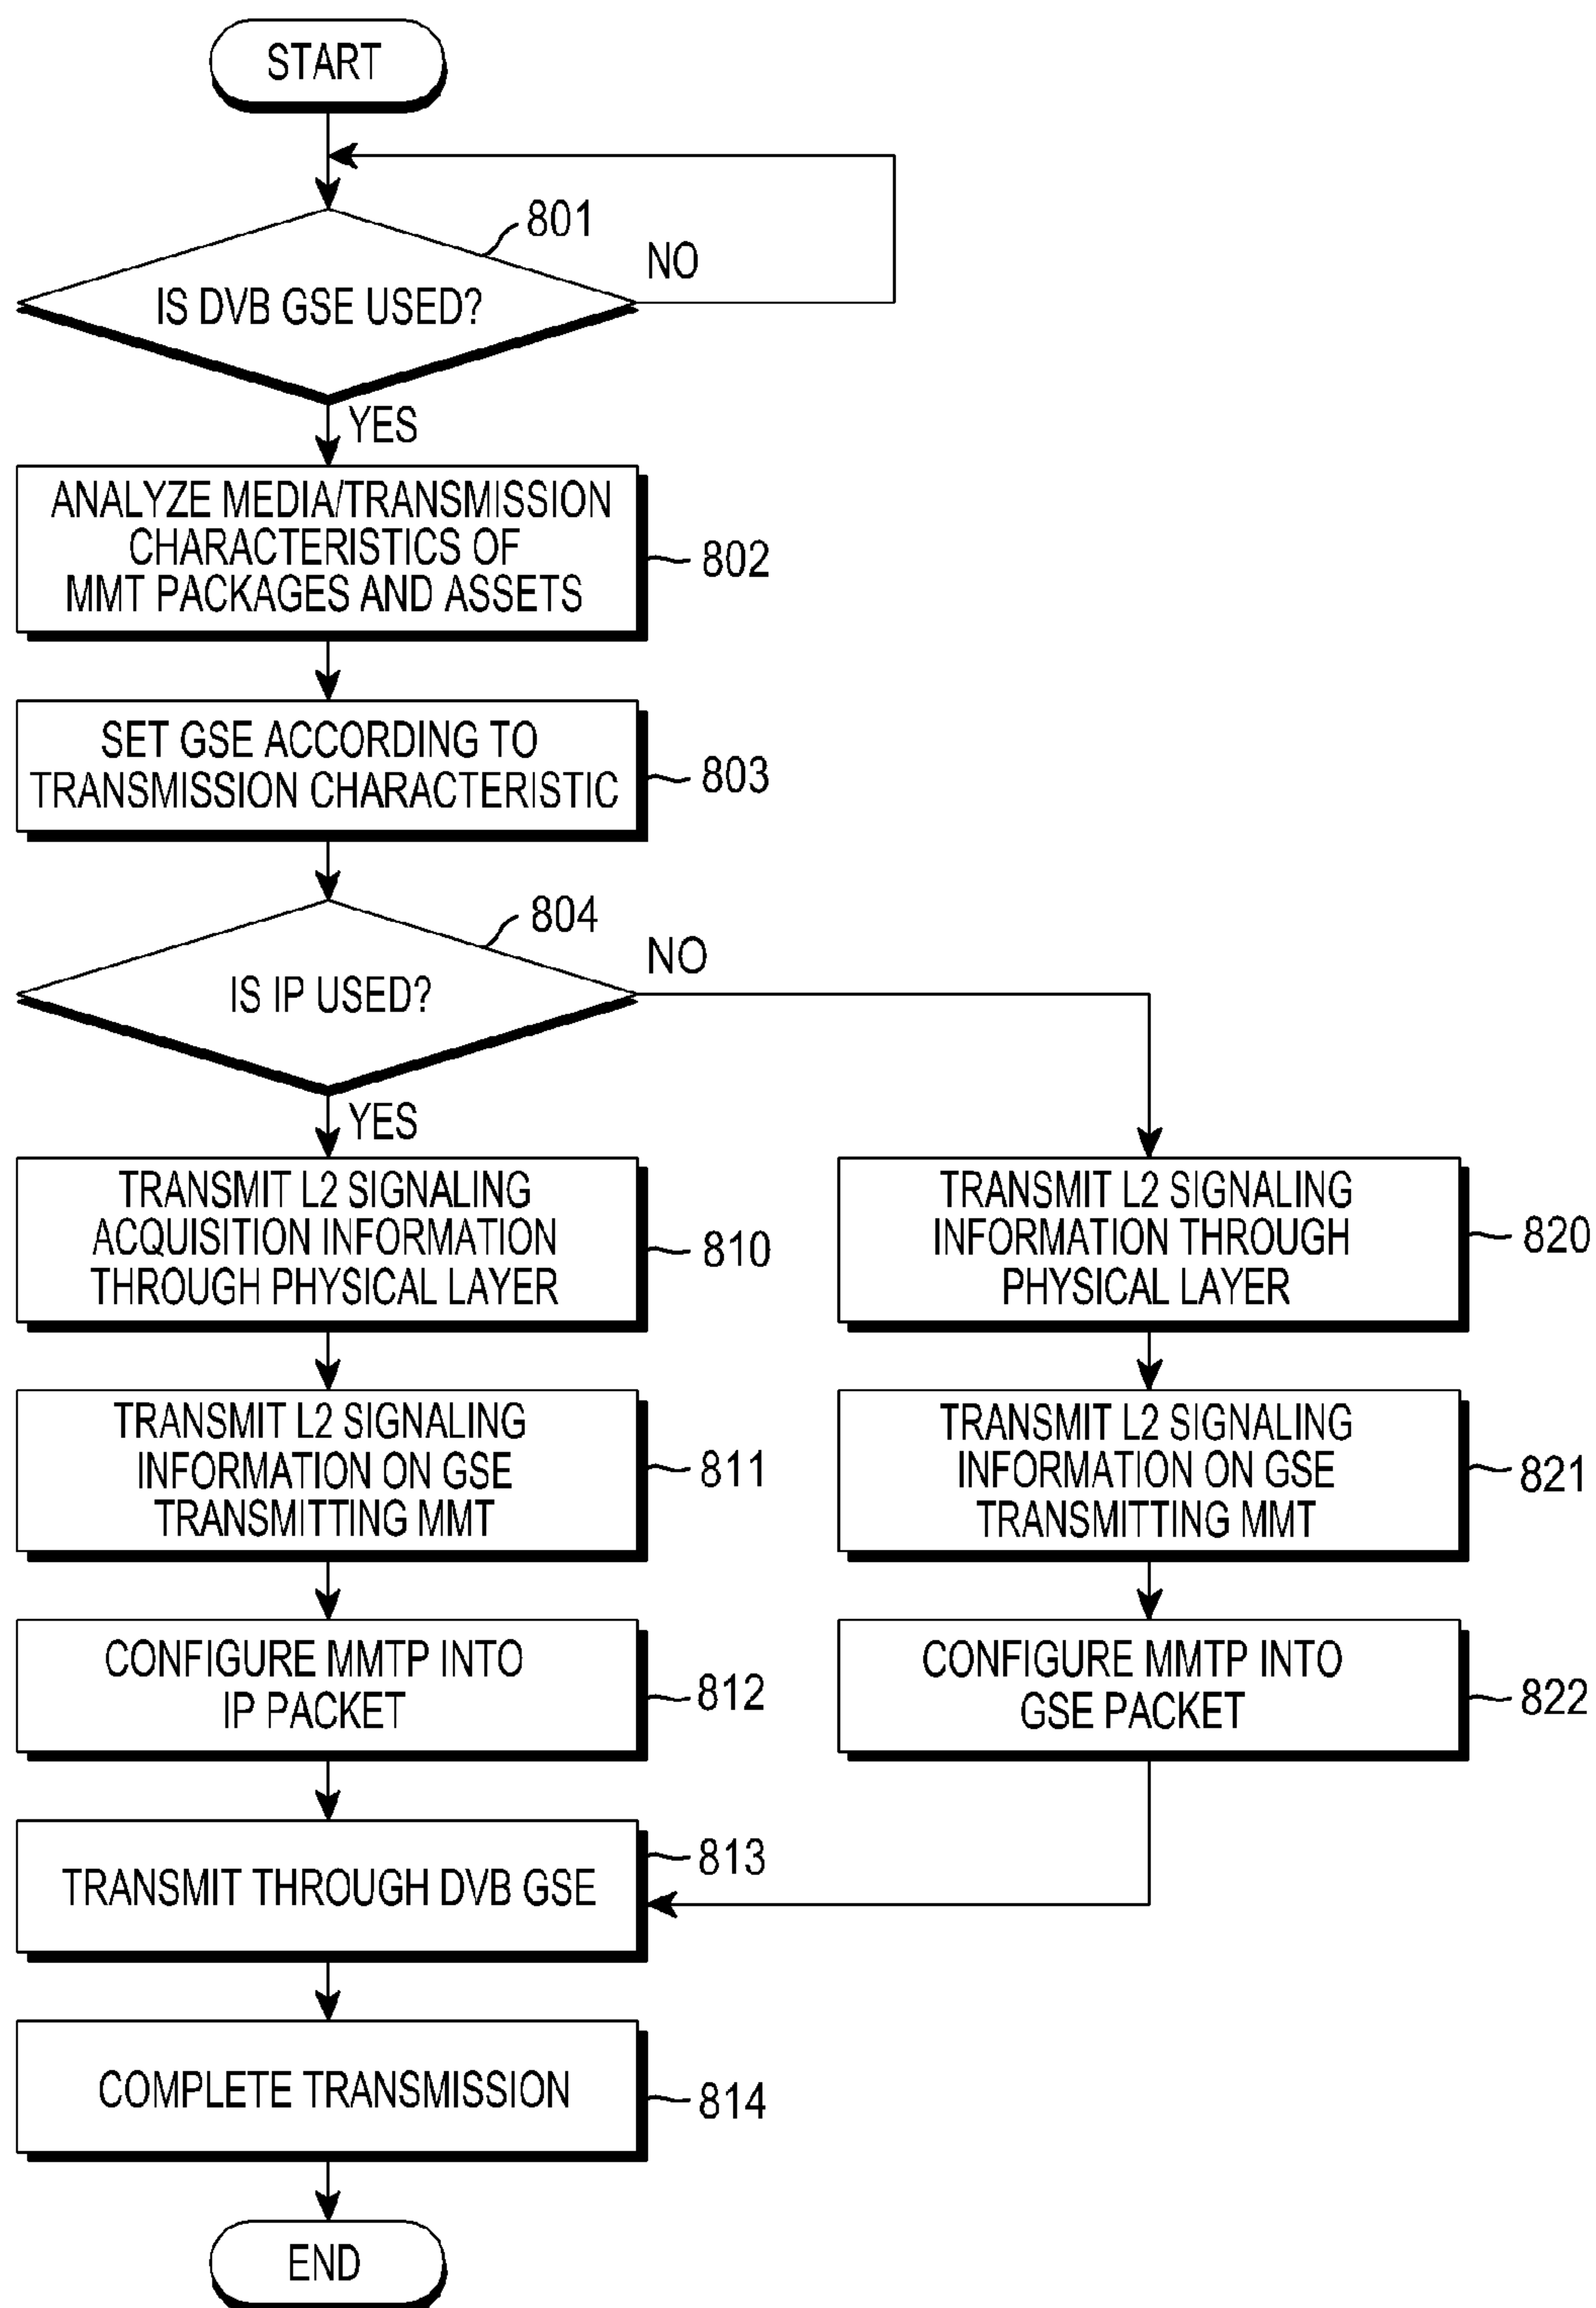 START
801
NO
IS DVB GSE USED?
YES
ANALYZE MEDIA/TRANSMISSION
CHARACTERISTICS OF
MMT PACKAGES AND ASSETS
802
SET GSE ACCORDING TO
TRANSMISSION CHARACTERISTIC
803
804
NO
IS IP USED?
YES
TRANSMIT L2 SIGNALING
ACQUISITION INFORMATION
THROUGH PHYSICAL LAYER
810
TRANSMIT L2 SIGNALING
INFORMATION THROUGH
PHYSICAL LAYER
820
TRANSMIT L2 SIGNALING
INFORMATION ON GSE
TRANSMITTING MMT
811
TRANSMIT L2 SIGNALING
INFORMATION ON GSE
TRANSMITTING MMT
821
CONFIGURE MMTP INTO
IP PACKET
812
CONFIGURE MMTP INTO
GSE PACKET
822
TRANSMIT THROUGH DVB GSE
813
COMPLETE TRANSMISSION
814
END